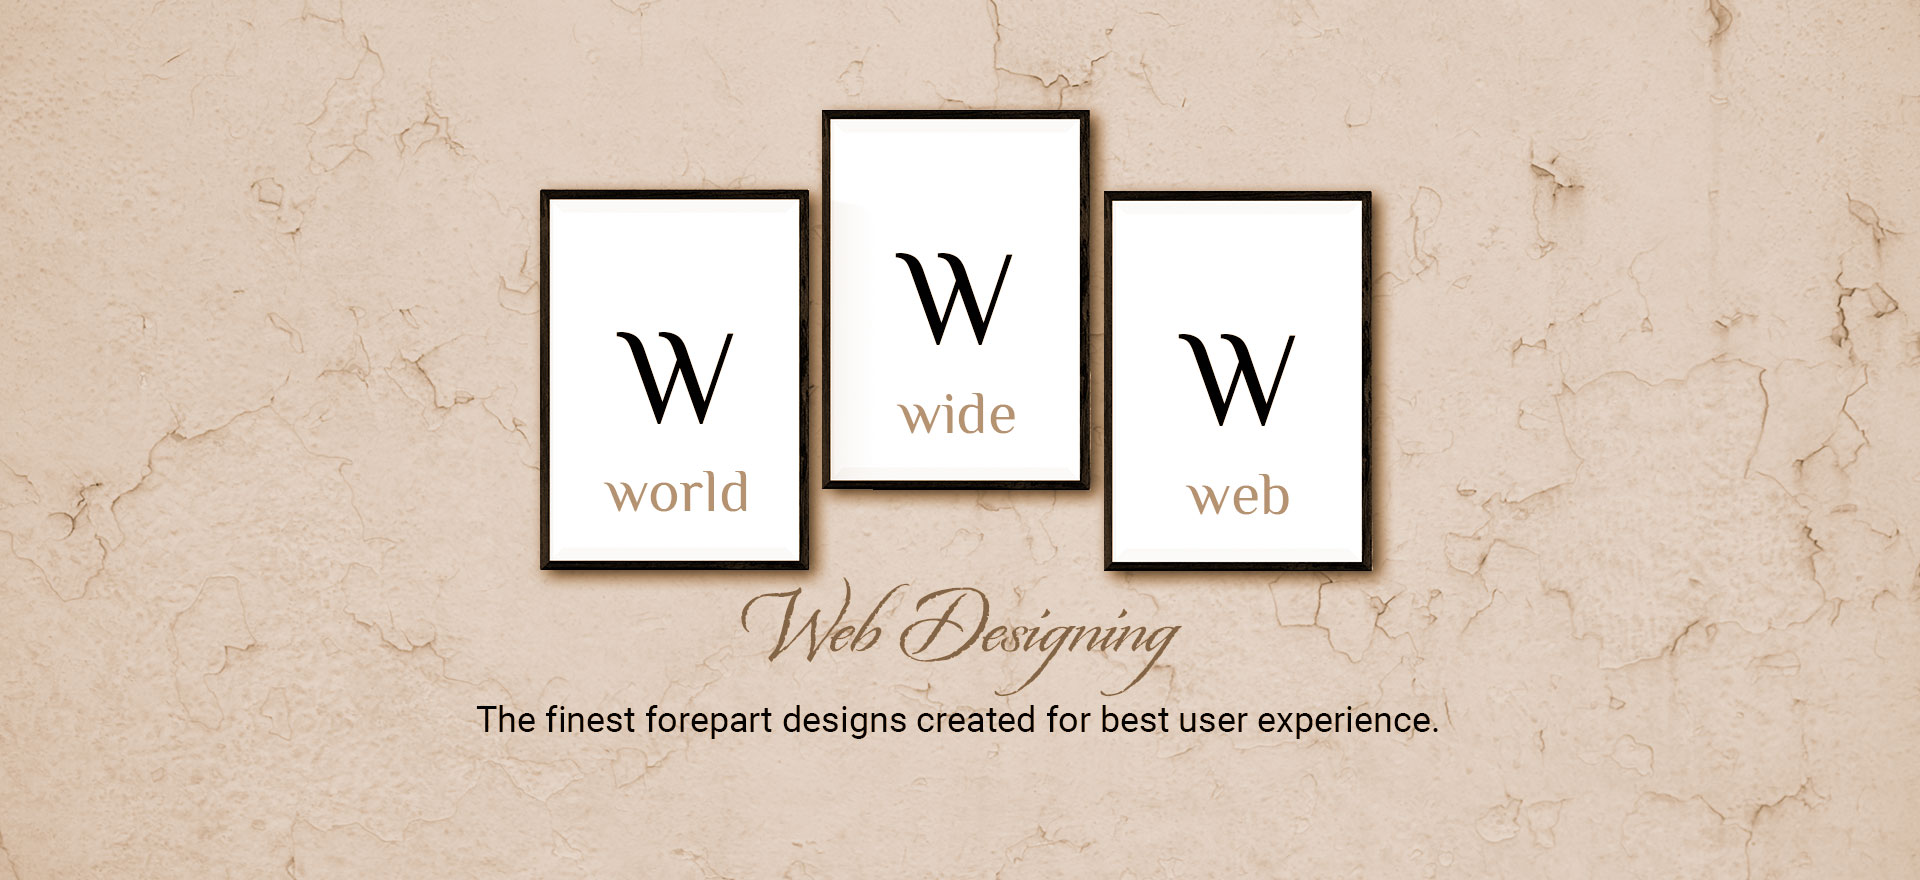 W
world
W
wide
W
web
Web Designing
The finest forepart designs created for best user experience.